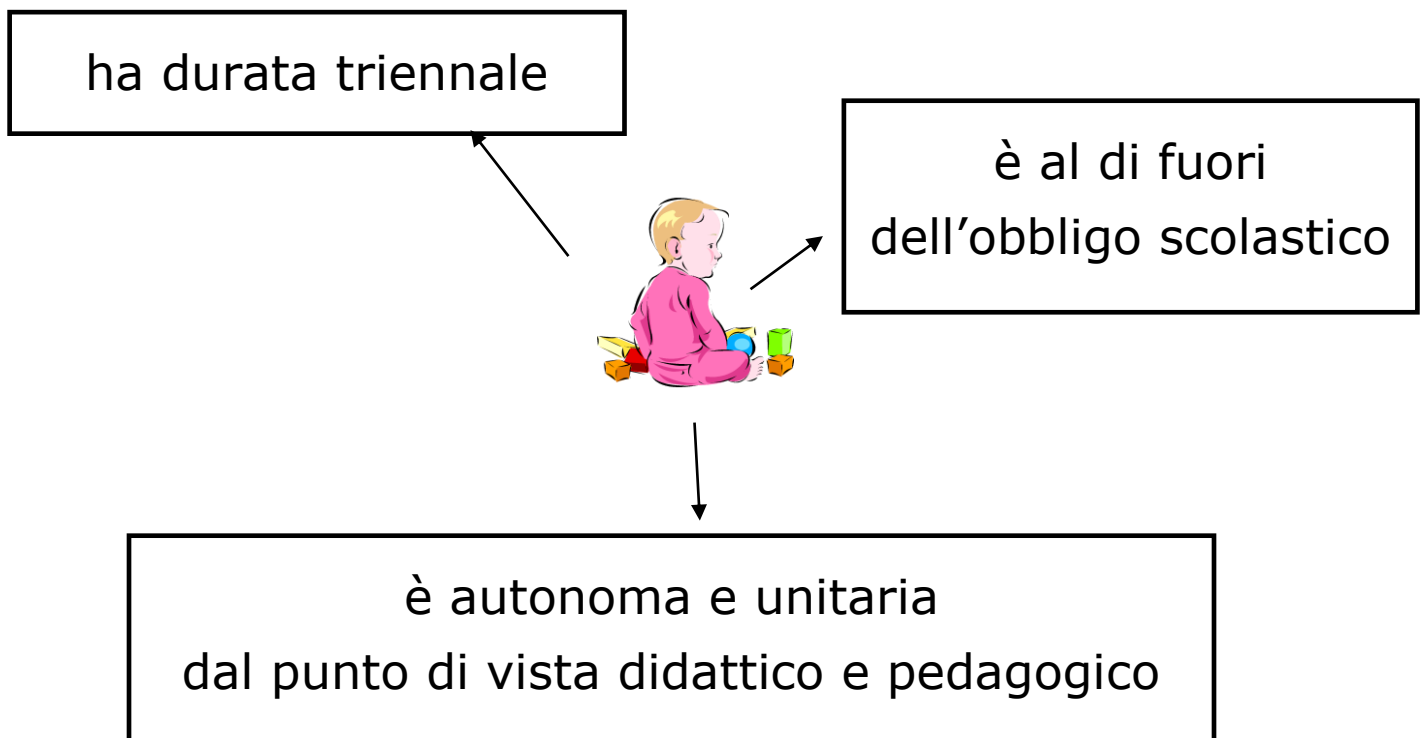 ha durata triennale
è al di fuori
dell’obbligo scolastico
è autonoma e unitaria
dal punto di vista didattico e pedagogico